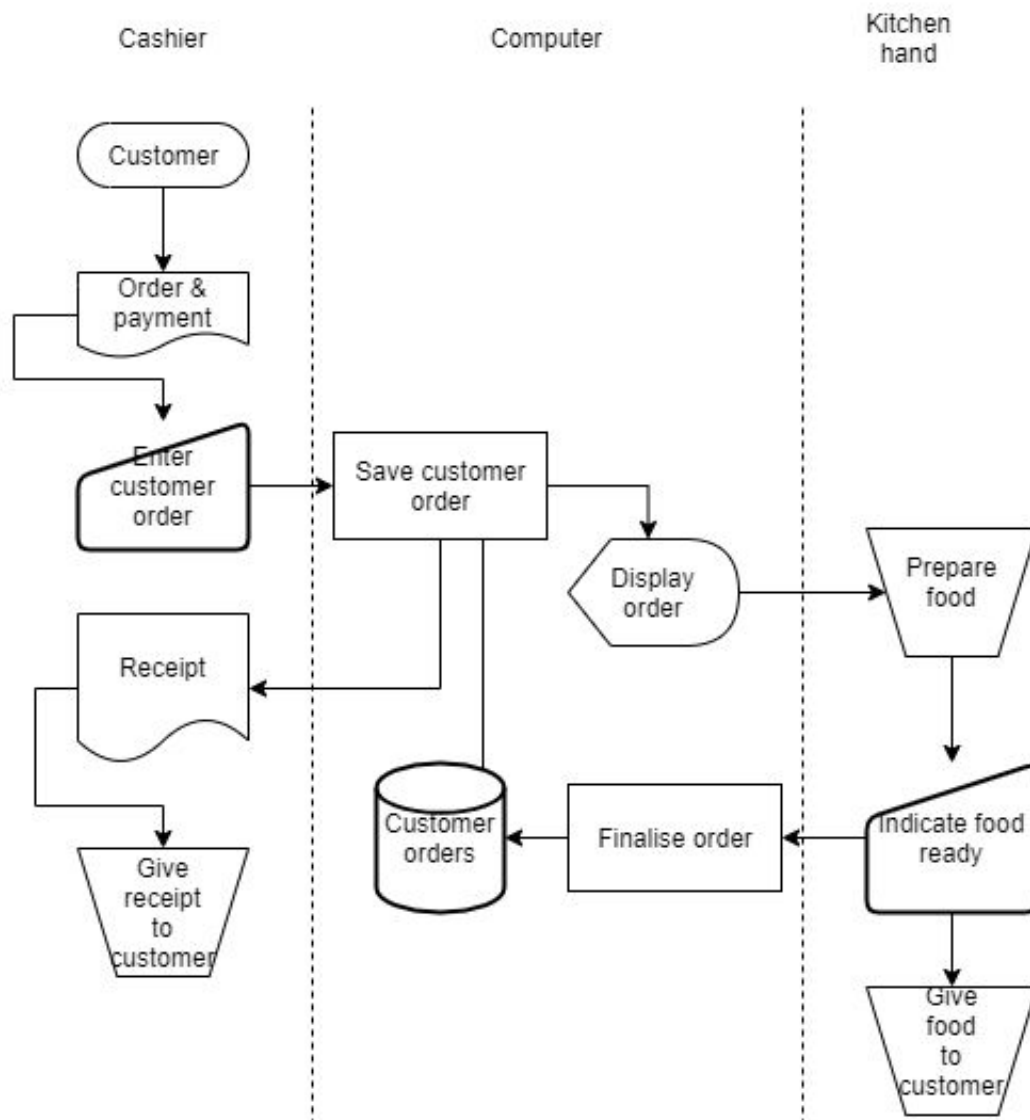 Cashier
Computer
Kitchen
hand
Customer
Order &
payment
Enter
customer
order
Save customer
order
Display
order
Prepare
food
Receipt
Customer
orders
Finalise order
Indicate food
ready
Give
receipt
to
customer
Give
food
to
customer